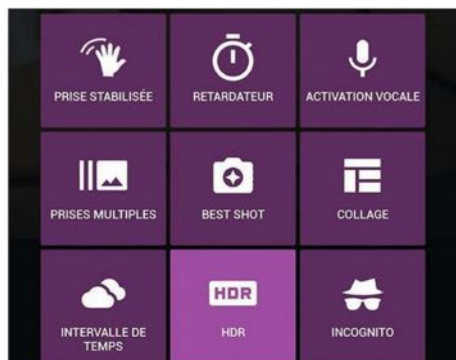 PRISE STABILISÉE
RETARDATEUR
ACTIVATION VOCALE
PRISES MULTIPLES
BEST SHOT
COLLAGE
INTERVALLE DE
TEMPS
HDR
HDR
INCOGNITO